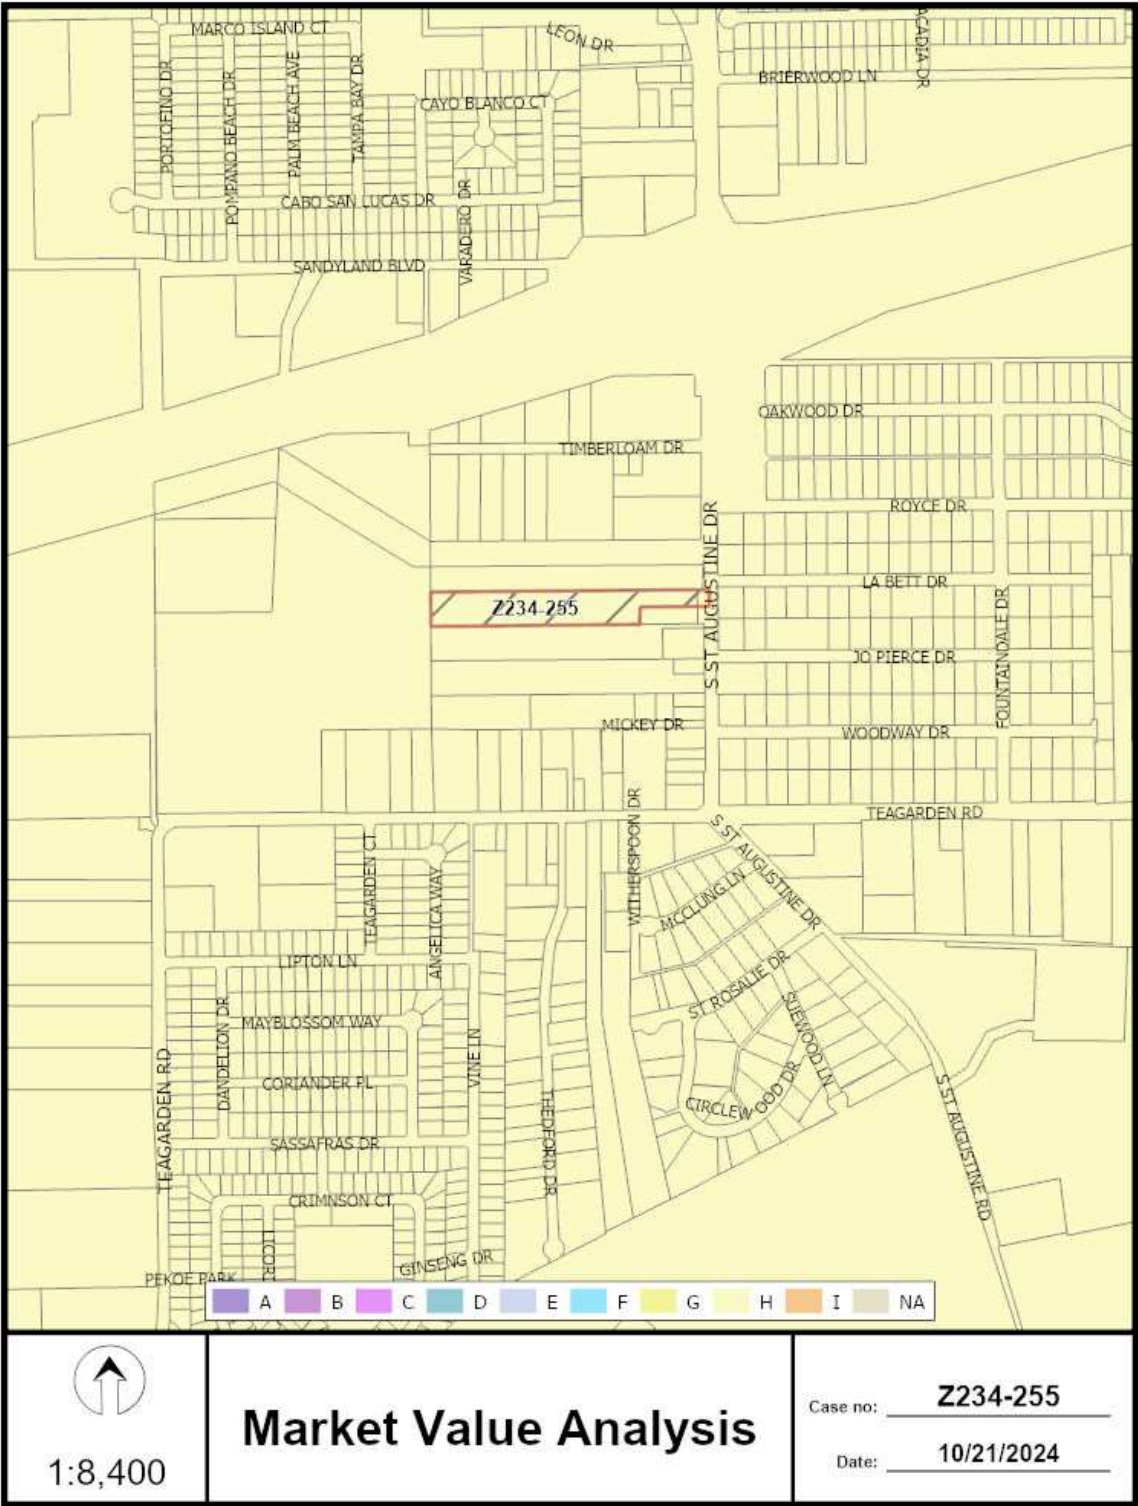 MARCO ISLAND CT
LEON DR
ACADIA DR
PORTOFINO DR
POMPANO BEACH DR
PALM BEACH AVE
TAMPA BAY DR
BRIERWOOD LN
CAYO BLANCO CT
CABO SAN LUCAS DR
VARADERO DR
SANDYLAND BLVD
OAKWOOD DR
TIMBERLOAM DR
ROYCE DR
S ST AUGUSTINE DR
LA BETT DR
Z234-255
FOUNTAINDALE DR
JO PIERCE DR
MICKEY DR
WOODWAY DR
TEAGARDEN RD
WITHERSPOON DR
S ST AUGUSTINE DR
TEAGARDEN CT
ANGELICA WAY
MCCLUNG LN
LIPTON LN
ST ROSALIE DR
SUEWOOD LN
DANDELION DR
MAYBLOSSOM WAY
VINE LN
CORIANDER PL
TEAGARDEN RD
THEDFORD DR
CIRCLEWOOD DR
S ST AUGUSTINE RD
SASSAFRAS DR
CRIMNSON CT
LICORI
GINSENG DR
PEKOE PARK
A B C D E F G H I NA
1:8,400
Market Value Analysis
Case no: Z234-255
Date: 10/21/2024